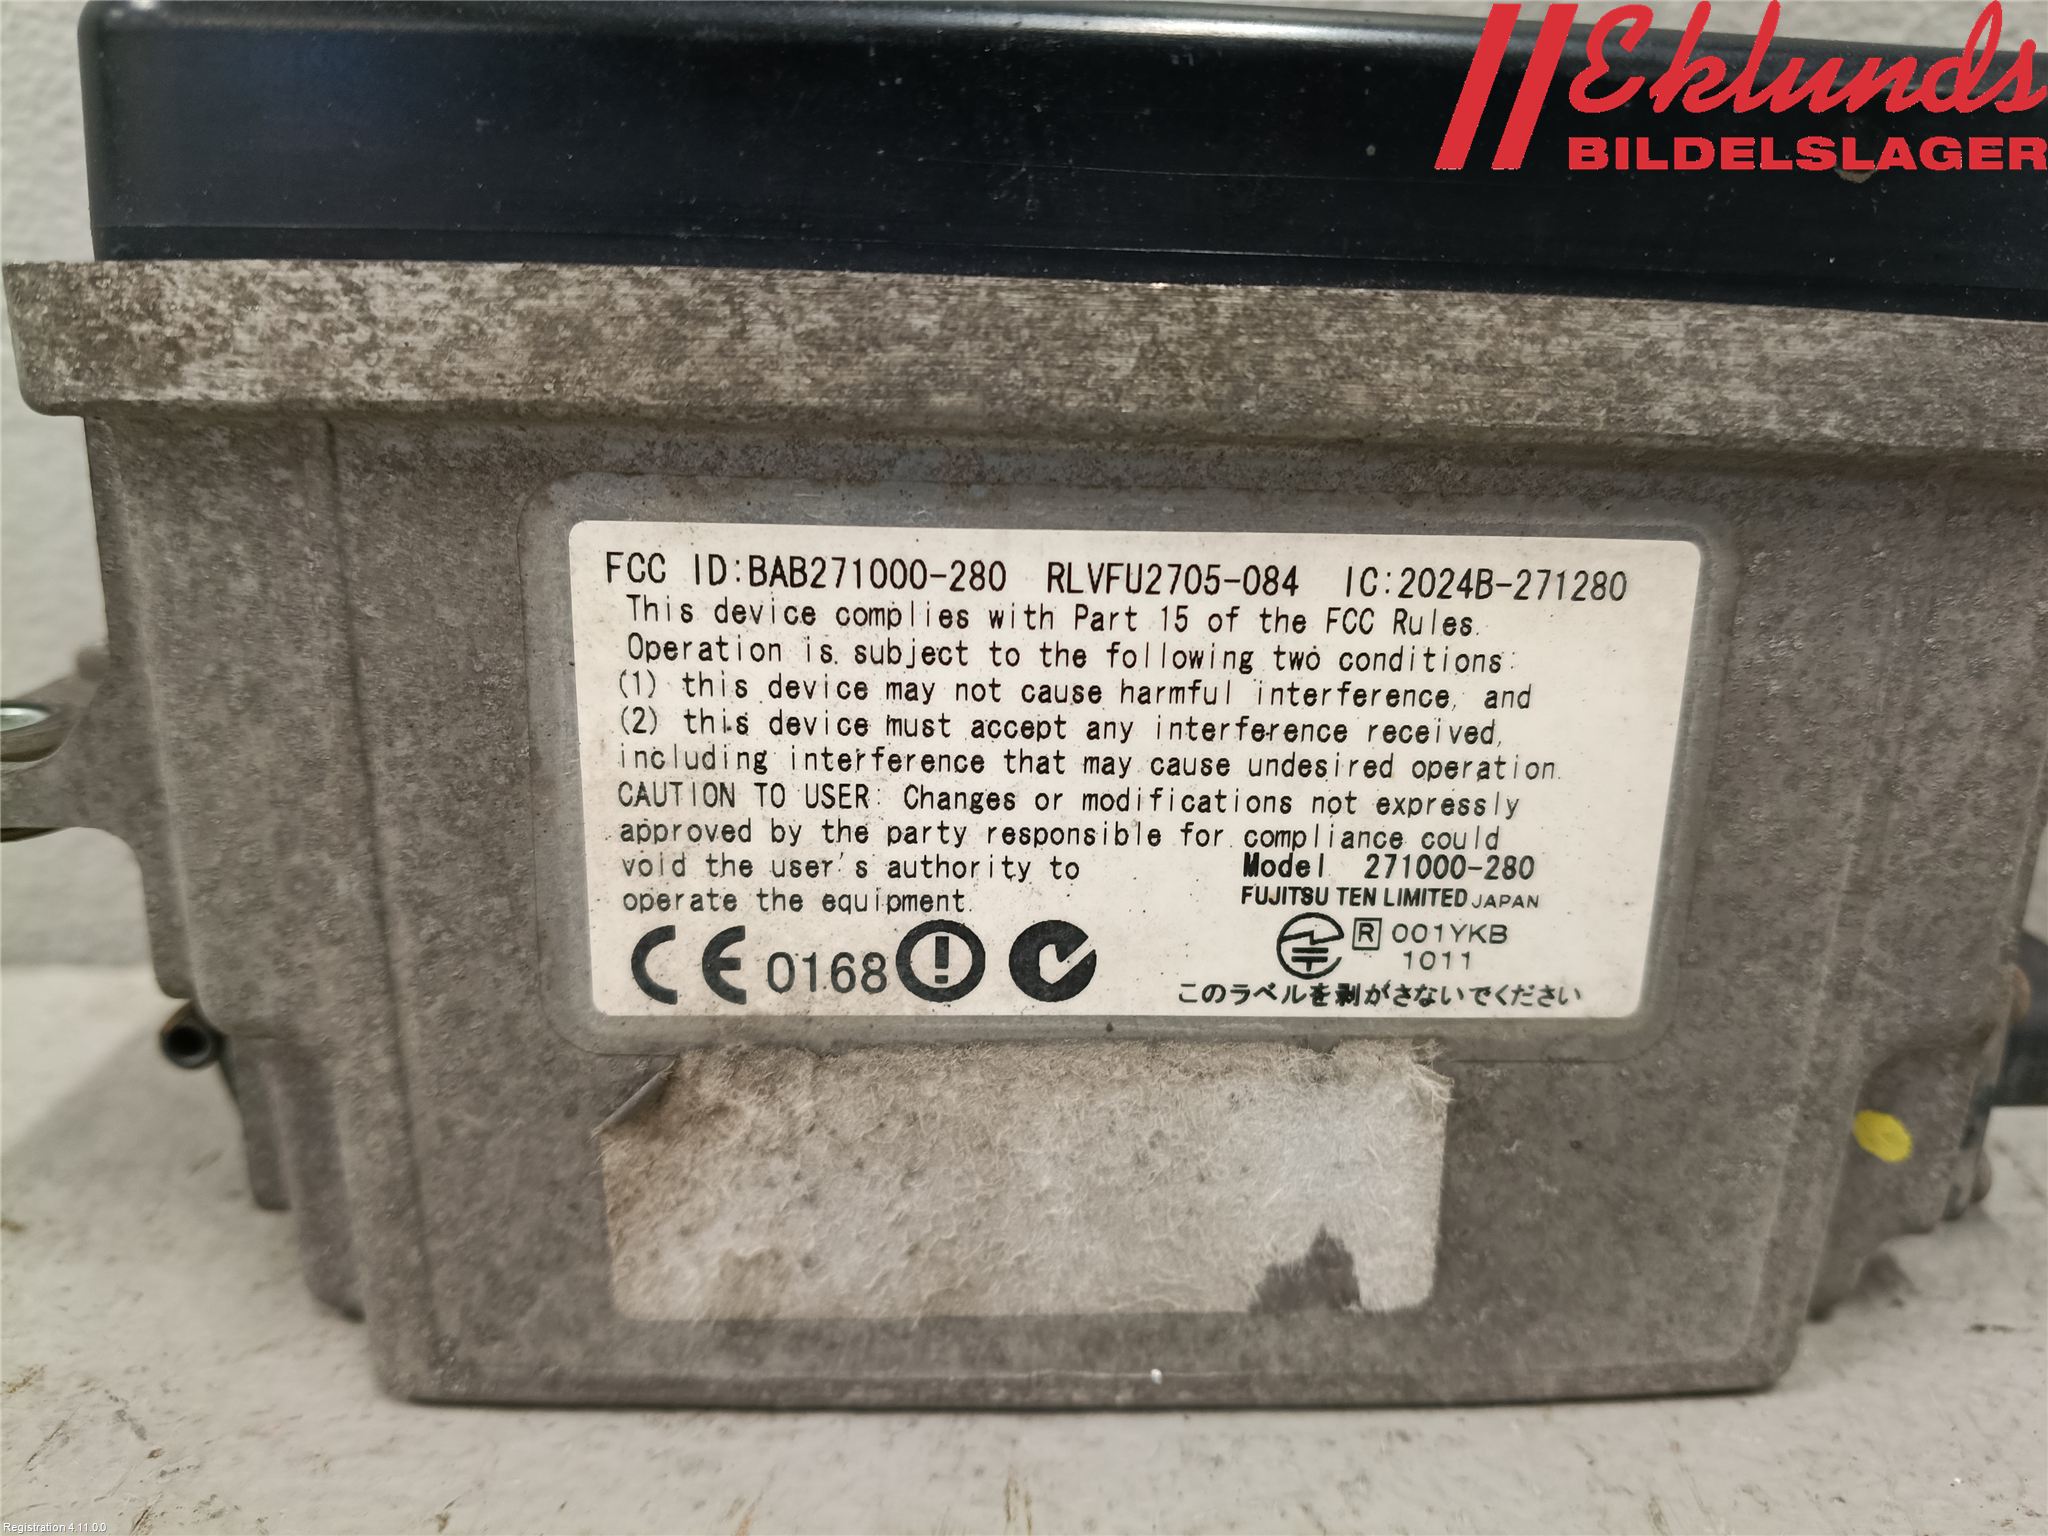 Eklunds
BILDELSLAGER
FCC ID:BAB271000-280 RLVFU2705-084 IC:2024B-271280
This device complies with Part 15 of the FCC Rules.
Operation is subject to the following two conditions:
(1) this device may not cause harmful interference, and
(2) this device must accept any interference received,
including interference that may cause undesired operation.
CAUTION TO USER: Changes or modifications not expressly
approved by the party responsible for compliance could
void the user's authority to
operate the equipment.
Model 271000-280
FUJITSU TEN LIMITED JAPAN
CE 0168
R 001YKB
1011
このラベルを剥がさないでください
Registration 4.11.0.0